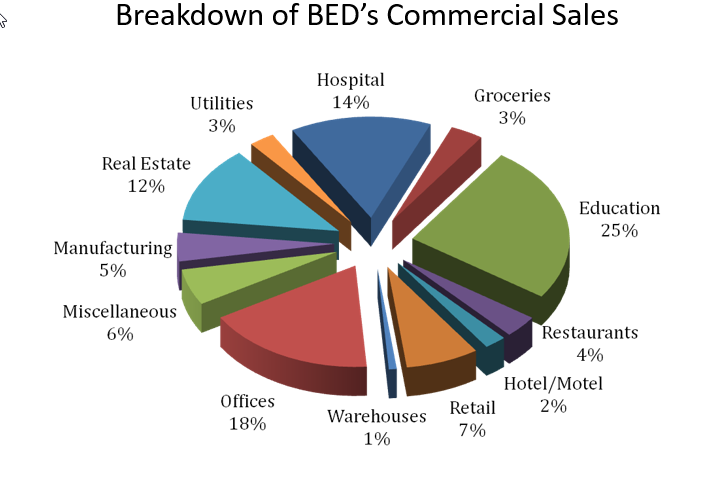 Breakdown of BED’s Commercial Sales
Hospital
14%
Groceries
3%
Education
25%
Restaurants
4%
Hotel/Motel
2%
Retail
7%
Warehouses
1%
Offices
18%
Miscellaneous
6%
Manufacturing
5%
Real Estate
12%
Utilities
3%